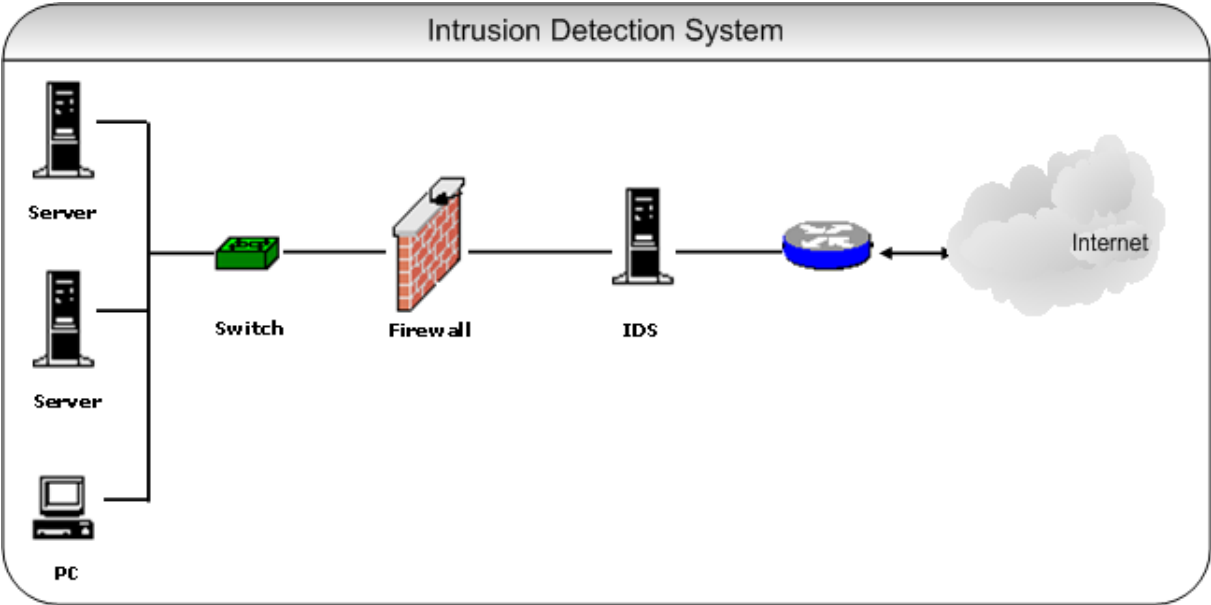 Intrusion Detection System
Server
Internet
Switch
Firewall
IDS
Server
PC